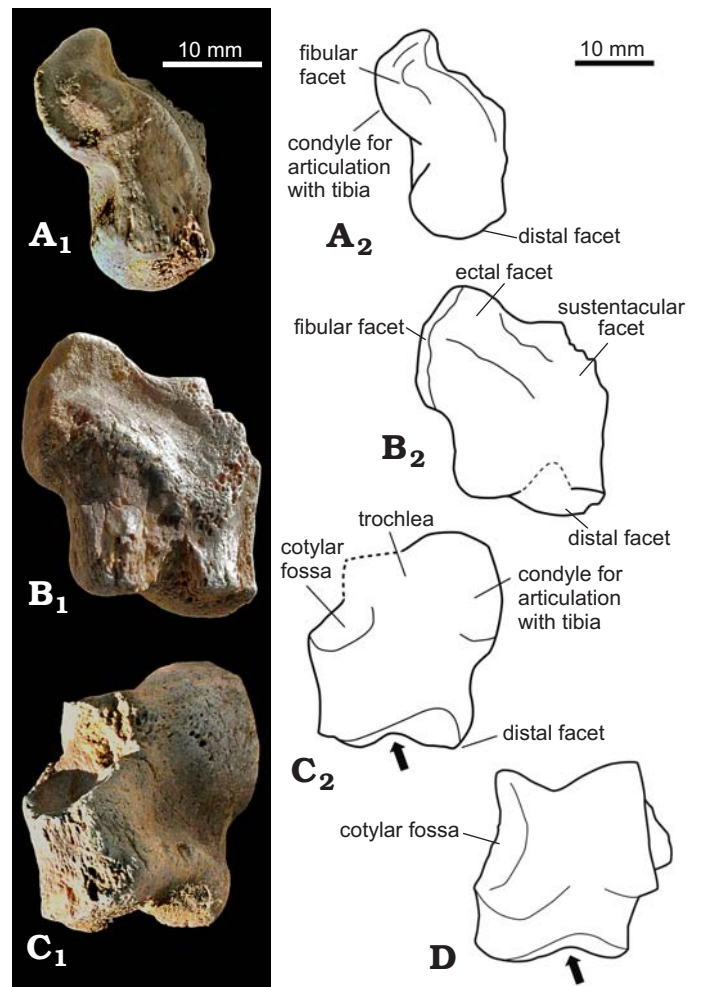 10 mm
A1
B1
C1
10 mm
fibular
facet
condyle for
articulation
with tibia
A2
distal facet
ectal facet
sustentacular
facet
fibular facet
B2
distal facet
trochlea
cotylar
fossa
condyle for
articulation
with tibia
distal facet
C2
cotylar fossa
D